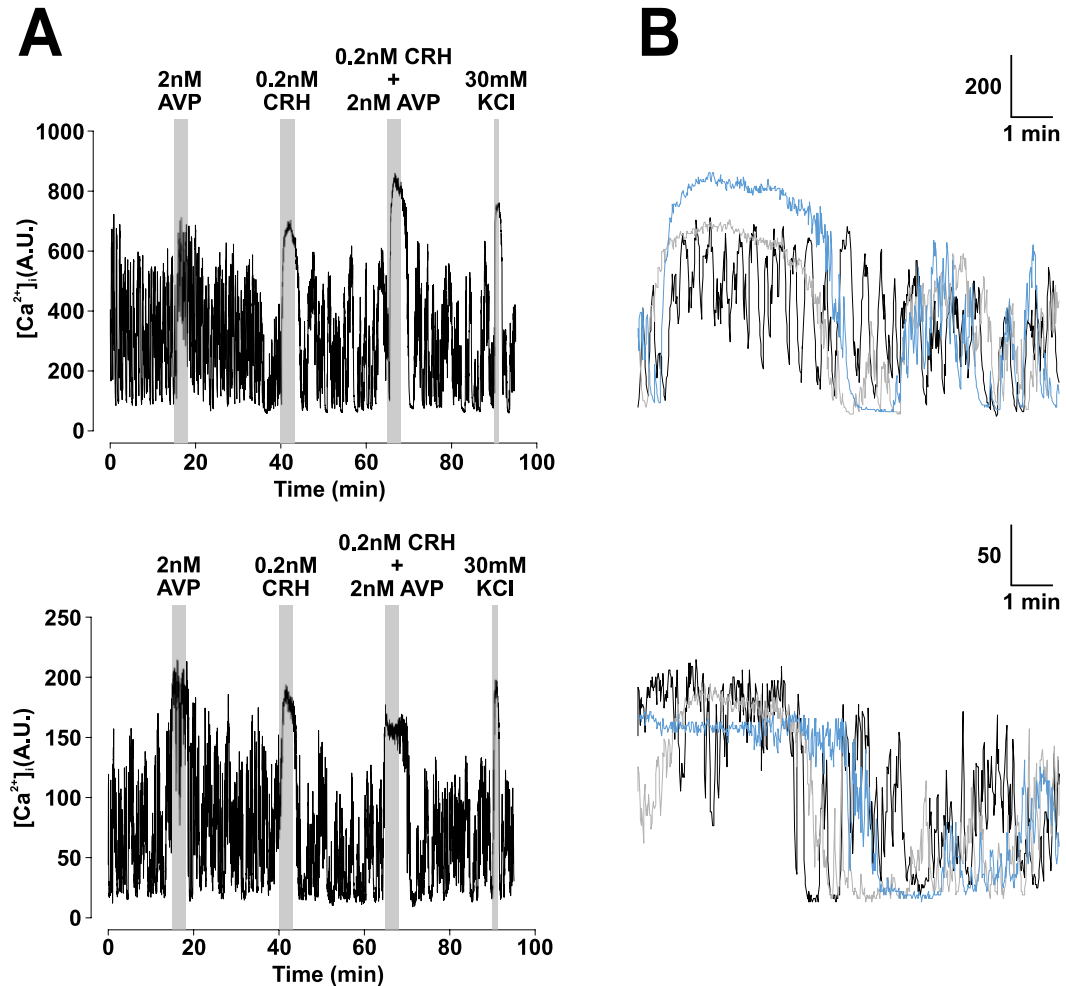 A
B
0.2nM CRH
+
2nM AVP
2nM
AVP
0.2nM
CRH
30mM
KCl
200
1 min
1000
800
600
400
200
0
[Ca²⁺]ᵢ(A.U.)
0 20 40 60 80 100
Time (min)
0.2nM CRH
+
2nM AVP
2nM
AVP
0.2nM
CRH
30mM
KCl
50
1 min
250
200
150
100
50
0
[Ca²⁺]ᵢ(A.U.)
0 20 40 60 80 100
Time (min)